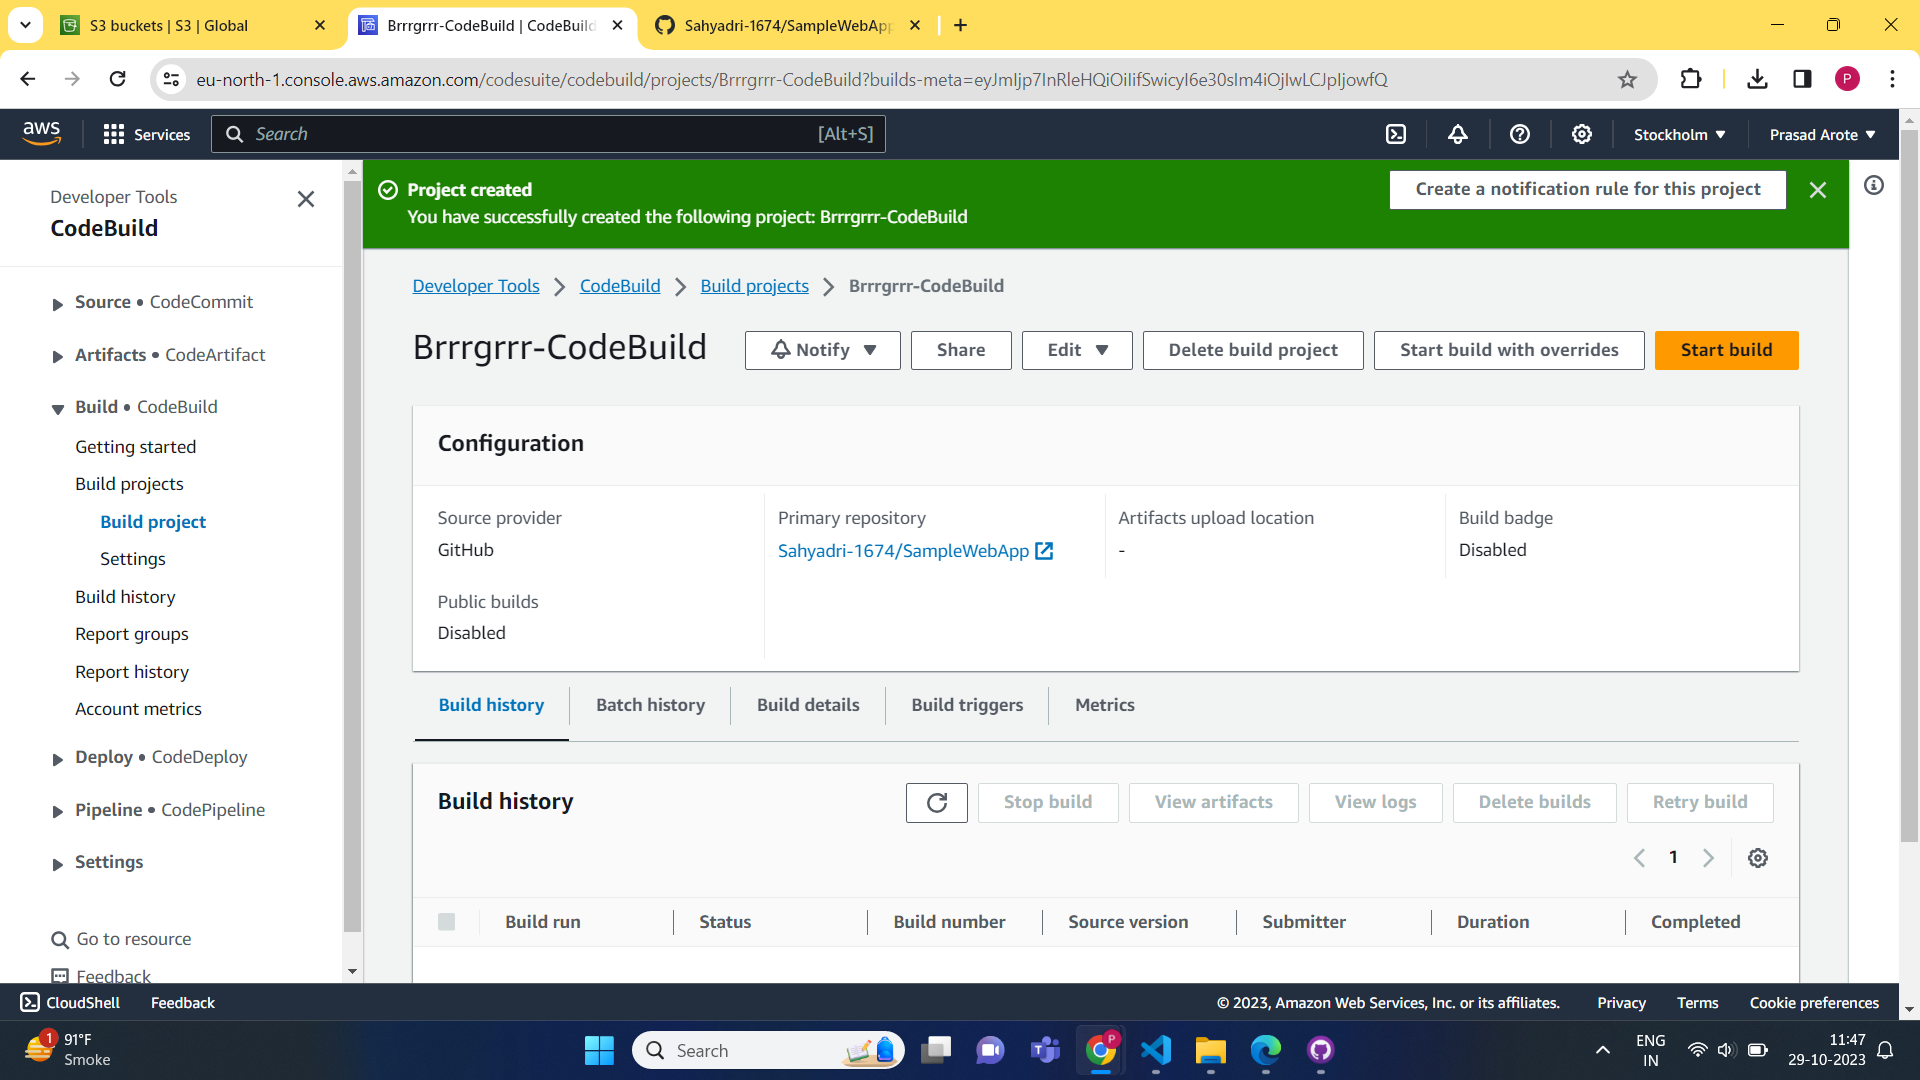 S3 buckets | S3 | Global
Brrrgrrr-CodeBuild | CodeBuild
Sahyadri-1674/SampleWebApp
eu-north-1.console.aws.amazon.com/codesuite/codebuild/projects/Brrrgrrr-CodeBuild?builds-meta=eyJmIjp7InRleHQiOiIifSwicyI6e30sIm4iOjIwLCJpIjowfQ
P
aws
Services
Search
[Alt+S]
Stockholm
Prasad Arote
Developer Tools
CodeBuild
Source • CodeCommit
Artifacts • CodeArtifact
Build • CodeBuild
Getting started
Build projects
Build project
Settings
Build history
Report groups
Report history
Account metrics
Deploy • CodeDeploy
Pipeline • CodePipeline
Settings
Go to resource
Feedback
Project created
You have successfully created the following project: Brrrgrrr-CodeBuild
Create a notification rule for this project
Developer Tools
CodeBuild
Build projects
Brrrgrrr-CodeBuild
Brrrgrrr-CodeBuild
Notify
Share
Edit
Delete build project
Start build with overrides
Start build
Configuration
Source provider
GitHub
Primary repository
Sahyadri-1674/SampleWebApp
Artifacts upload location
-
Build badge
Disabled
Public builds
Disabled
Build history
Batch history
Build details
Build triggers
Metrics
Build history
Stop build
View artifacts
View logs
Delete builds
Retry build
1
Build run
Status
Build number
Source version
Submitter
Duration
Completed
CloudShell
Feedback
© 2023, Amazon Web Services, Inc. or its affiliates.
Privacy
Terms
Cookie preferences
1
91°F
Smoke
Search
P
ENG
IN
11:47
29-10-2023